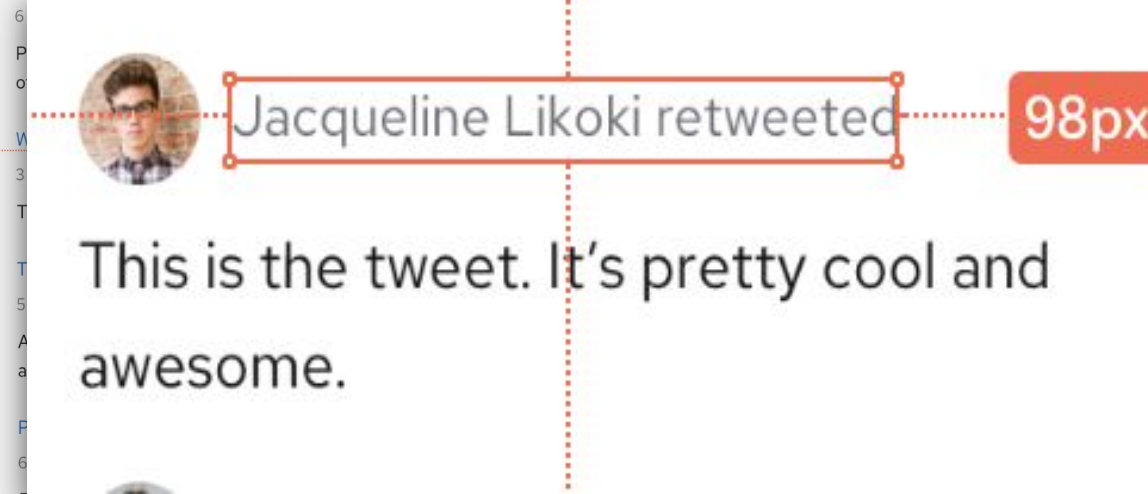 Jacqueline Likoki retweeted
98px
This is the tweet. It’s pretty cool and
awesome.